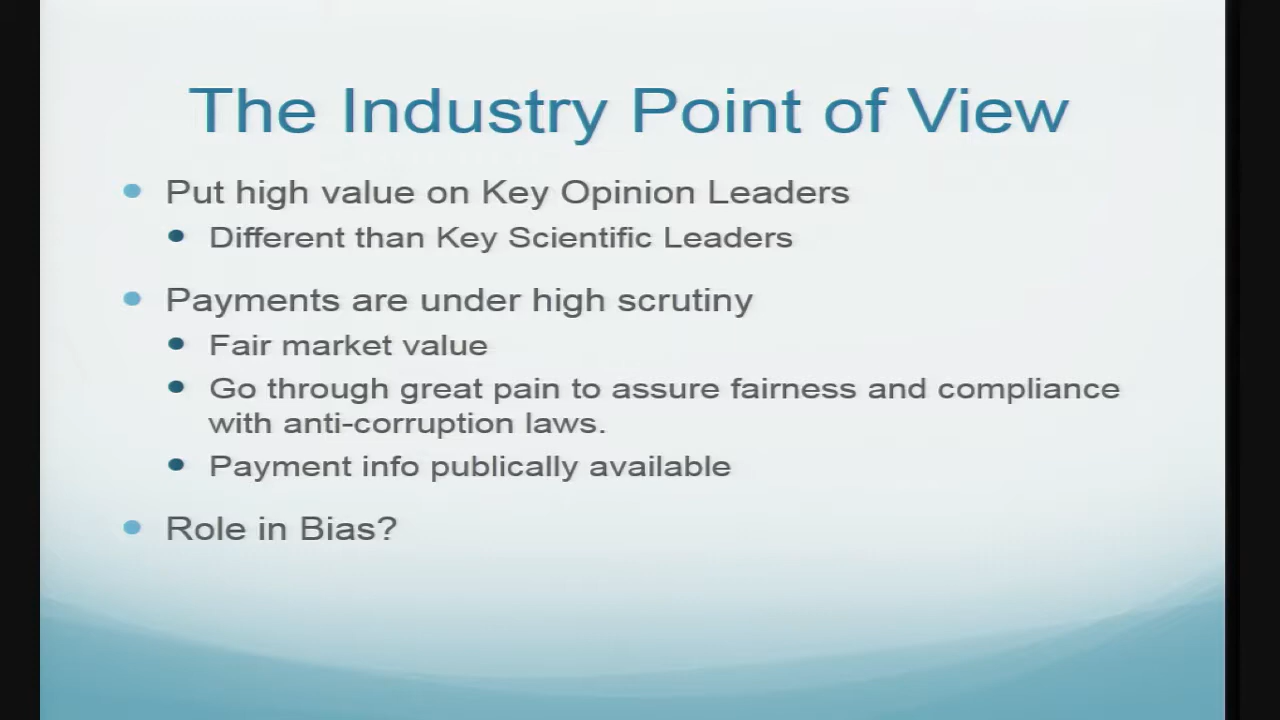 The Industry Point of View
Put high value on Key Opinion Leaders
Different than Key Scientific Leaders
Payments are under high scrutiny
Fair market value
Go through great pain to assure fairness and compliance
with anti-corruption laws.
Payment info publically available
Role in Bias?